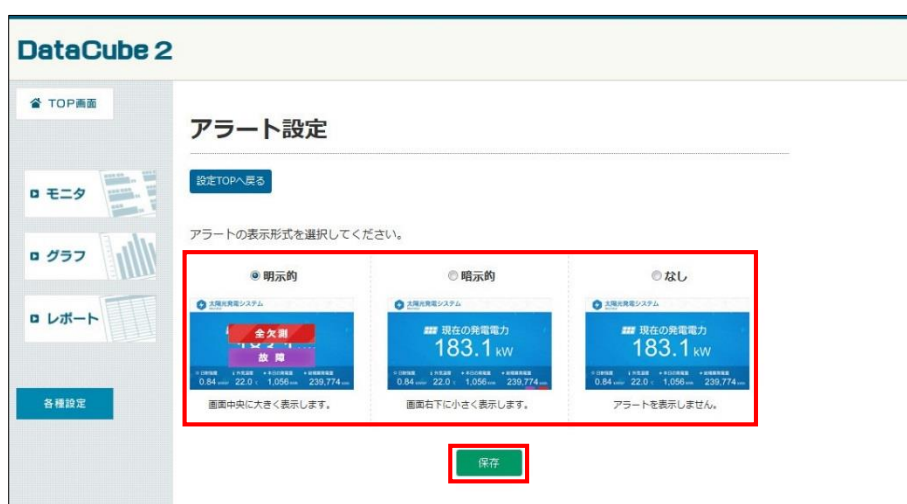 DataCube 2
TOP画面
アラート設定
設定TOPへ戻る
モニタ
グラフ
レポート
各種設定
アラートの表示形式を選択してください。
明示的
暗示的
なし
太陽光発電システム
全欠測
故障
0.84 22.0 1,056 239,774
太陽光発電システム
現在の発電電力
183.1 kW
0.84 22.0 1,056 239,774
太陽光発電システム
現在の発電電力
183.1 kW
0.84 22.0 1,056 239,774
画面中央に大きく表示します。
画面右下に小さく表示します。
アラートを表示しません。
保存